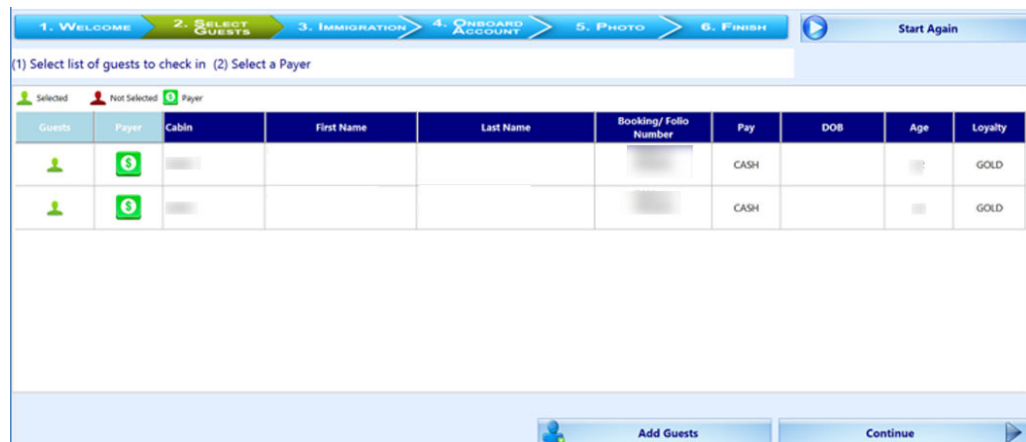 1. WELCOME 2. SELECT GUESTS 3. IMMIGRATION 4. ONBOARD ACCOUNT 5. PHOTO 6. FINISH Start Again
(1) Select list of guests to check in (2) Select a Payer
Selected Not Selected Payer
Guests Payer Cabin First Name Last Name Booking/ Folio Number Pay DOB Age Loyalty
CASH GOLD
CASH GOLD
Add Guests Continue